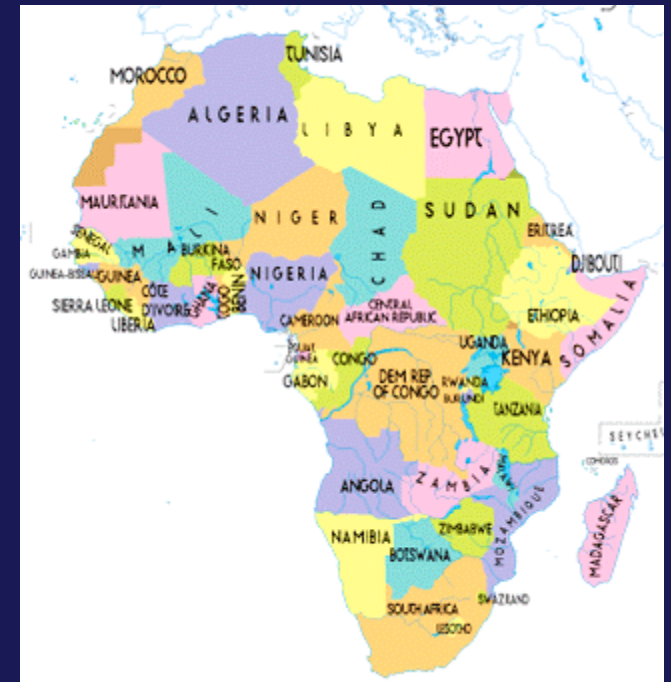 TUNISIA
MOROCCO
ALGERIA
LIBYA
EGYPT
MAURITANIA
MALI
NIGER
CHAD
SUDAN
ERITREA
SENEGAL
GAMBIA
BURKINA
FASO
DJIBOUTI
GUINEA-BISSAU
GUINEA
NIGERIA
CÔTE
D'IVOIRE
GHANA
TOGO
BENIN
SIERRA LEONE
LIBERIA
CENTRAL
AFRICAN REPUBLIC
CAMEROON
ETHIOPIA
SOMALIA
EQUAT
GUINEA
CONGO
UGANDA
KENYA
GABON
DEM REP
OF CONGO
RWANDA
BURUNDI
TANZANIA
SEYCHE
COMOROS
ANGOLA
ZAMBIA
MALAWI
MOZAMBIQUE
MADAGASCAR
NAMIBIA
ZIMBABWE
BOTSWANA
SOUTH AFRICA
SWAZILAND
LESOTHO